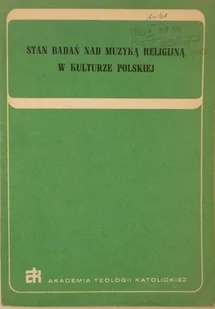 STAN BADAŃ NAD MUZYKĄ RELIGIJNĄ
W KULTURZE POLSKIEJ
AKADEMIA TEOLOGII KATOLICKIEJ